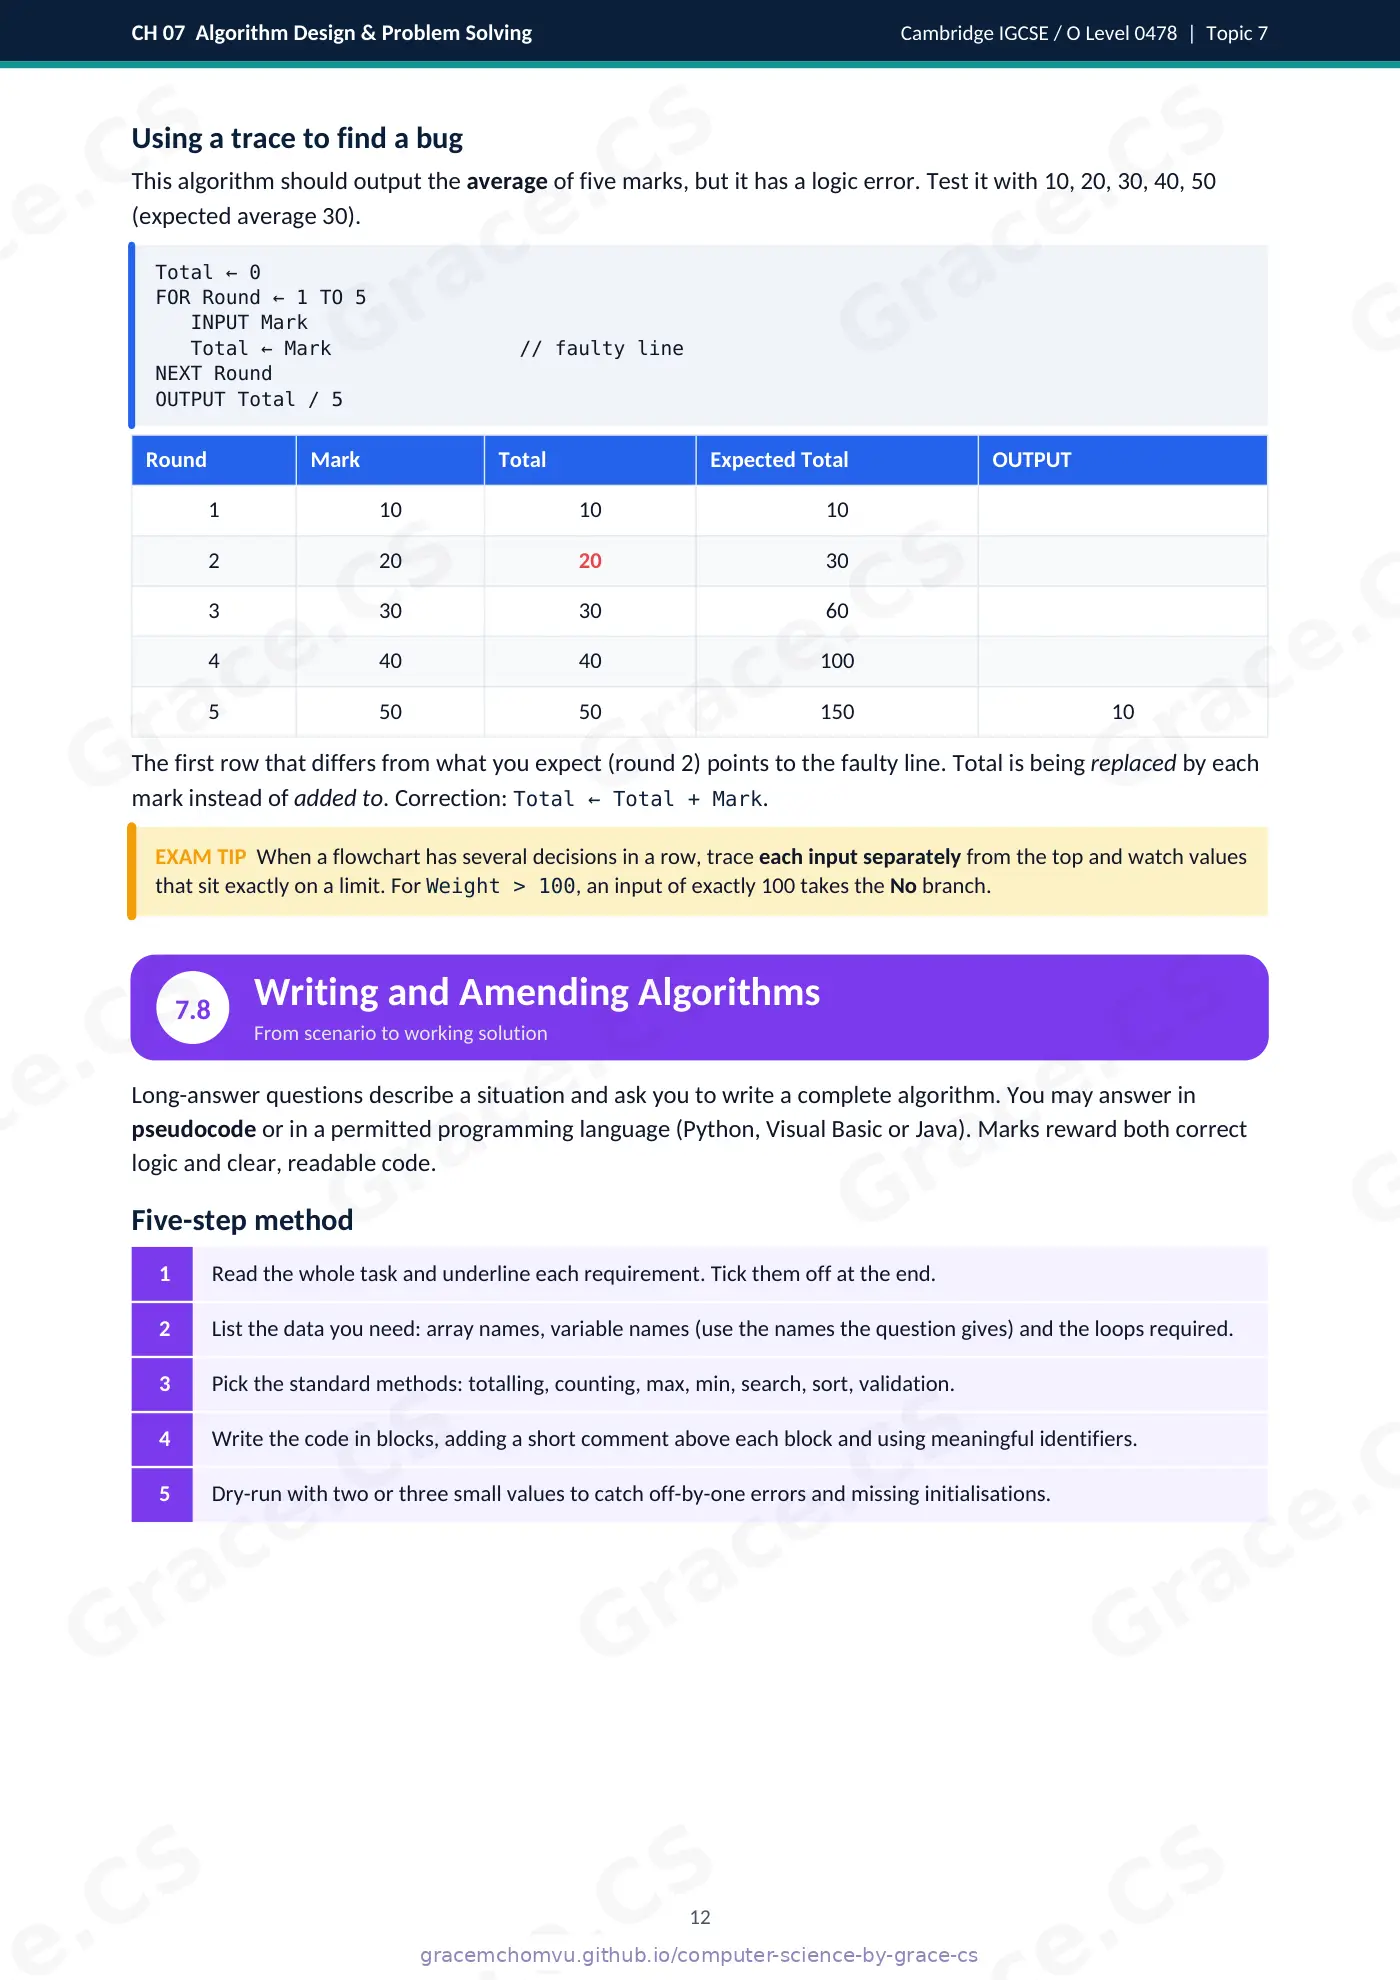 CH 07 Algorithm Design & Problem Solving
Cambridge IGCSE / O Level 0478 | Topic 7
Using a trace to find a bug
This algorithm should output the average of five marks, but it has a logic error. Test it with 10, 20, 30, 40, 50
(expected average 30).
Total ← 0
FOR Round ← 1 TO 5
INPUT Mark
Total ← Mark // faulty line
NEXT Round
OUTPUT Total / 5
Round Mark Total Expected Total OUTPUT
1 10 10 10
2 20 20 30
3 30 30 60
4 40 40 100
5 50 50 150 10
The first row that differs from what you expect (round 2) points to the faulty line. Total is being replaced by each
mark instead of added to. Correction: Total ← Total + Mark.
EXAM TIP When a flowchart has several decisions in a row, trace each input separately from the top and watch values
that sit exactly on a limit. For Weight > 100, an input of exactly 100 takes the No branch.
7.8
Writing and Amending Algorithms
From scenario to working solution
Long-answer questions describe a situation and ask you to write a complete algorithm. You may answer in
pseudocode or in a permitted programming language (Python, Visual Basic or Java). Marks reward both correct
logic and clear, readable code.
Five-step method
1 Read the whole task and underline each requirement. Tick them off at the end.
2 List the data you need: array names, variable names (use the names the question gives) and the loops required.
3 Pick the standard methods: totalling, counting, max, min, search, sort, validation.
4 Write the code in blocks, adding a short comment above each block and using meaningful identifiers.
5 Dry-run with two or three small values to catch off-by-one errors and missing initialisations.
12
gracemchomvu.github.io/computer-science-by-grace-cs
Grace.CS